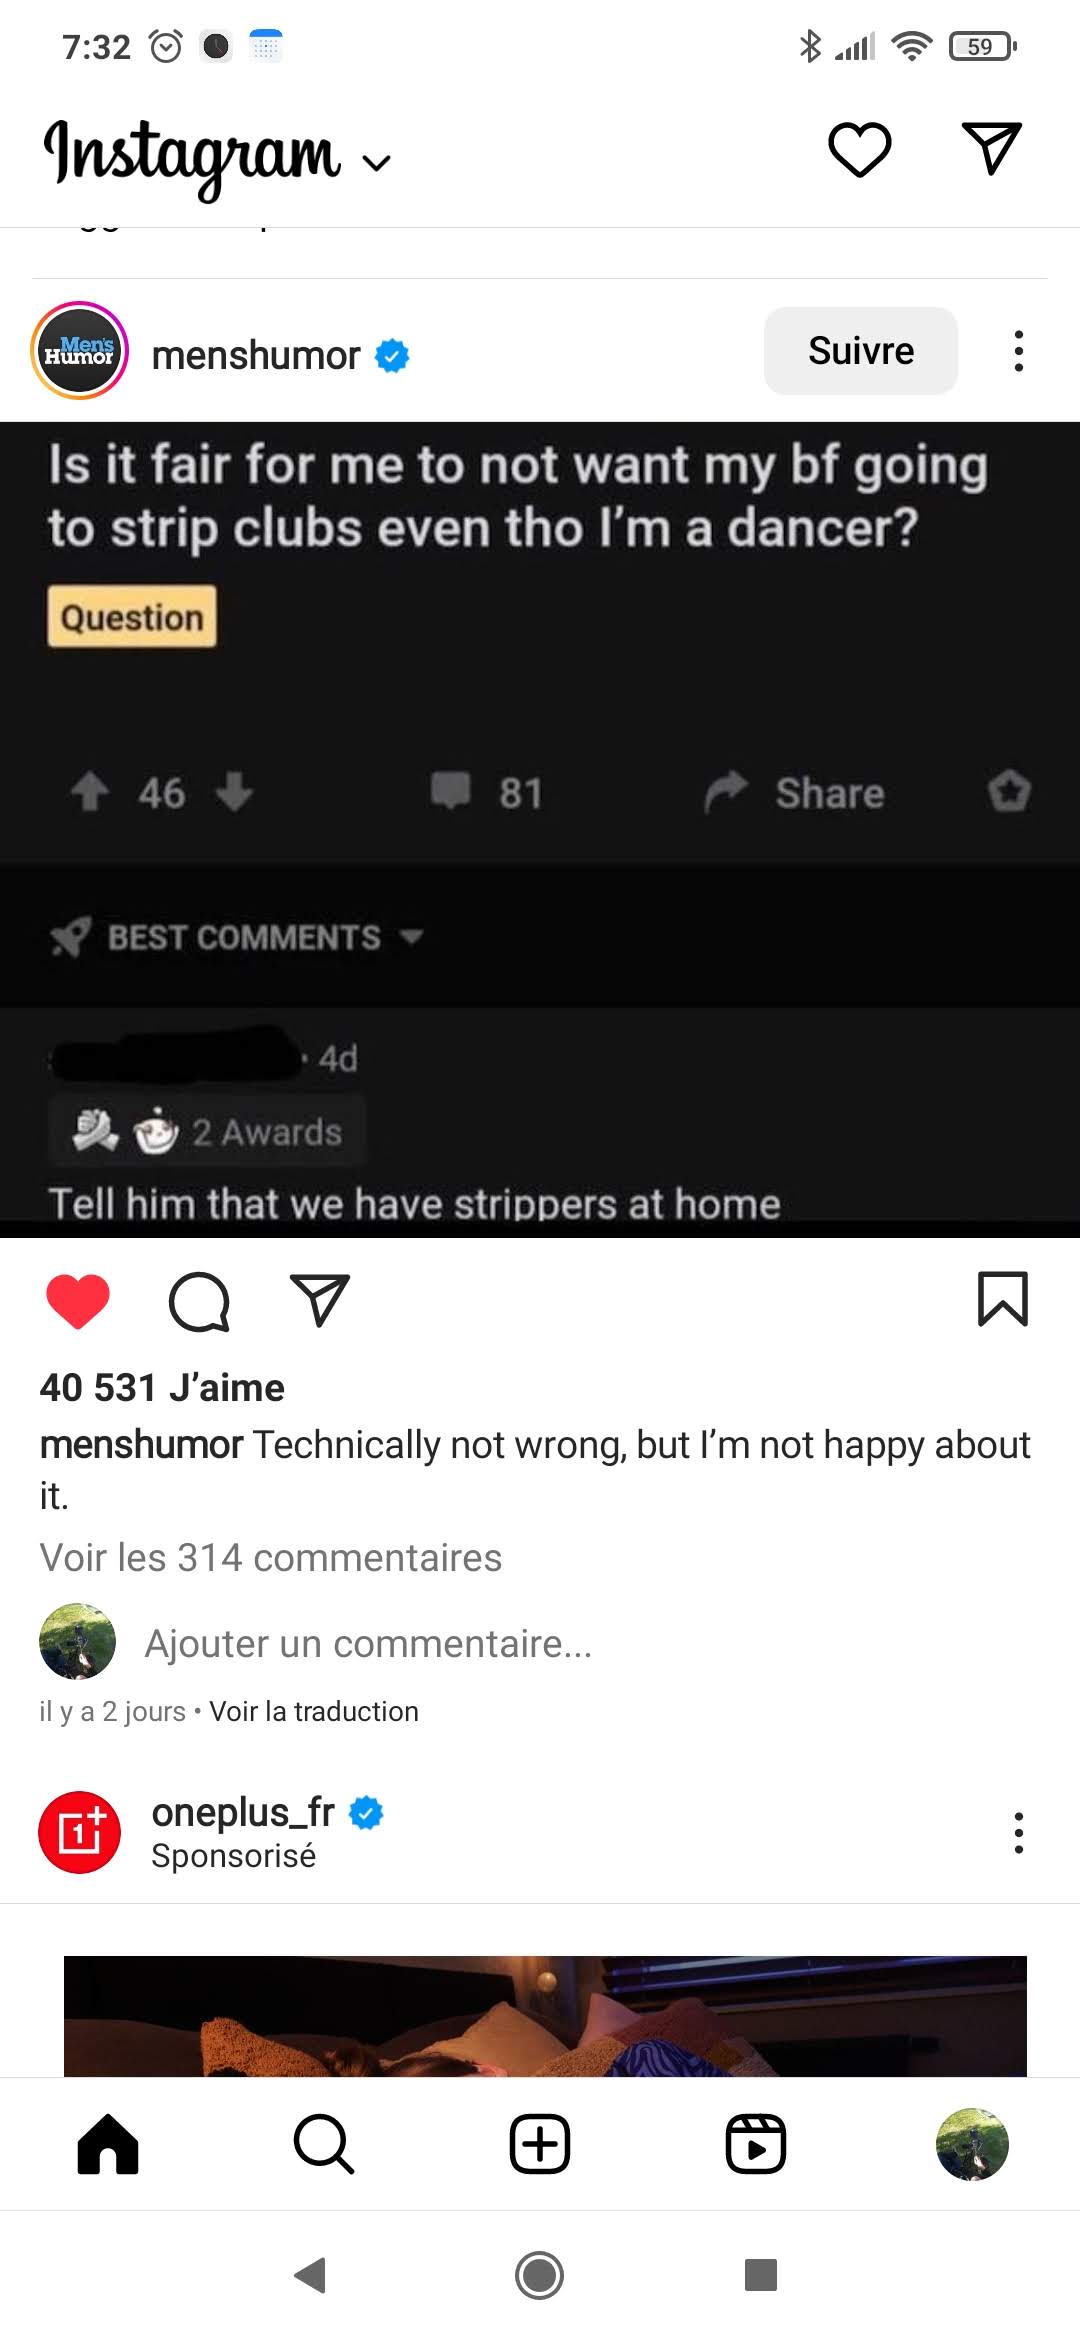 7:32
59
Instagram
Men's
Humor
menshumor
Suivre
Is it fair for me to not want my bf going
to strip clubs even tho I'm a dancer?
Question
46
81
Share
BEST COMMENTS
· 4d
2 Awards
Tell him that we have strippers at home
40 531 J’aime
menshumor Technically not wrong, but I’m not happy about
it.
Voir les 314 commentaires
Ajouter un commentaire...
il y a 2 jours • Voir la traduction
1+
oneplus_fr
Sponsorisé